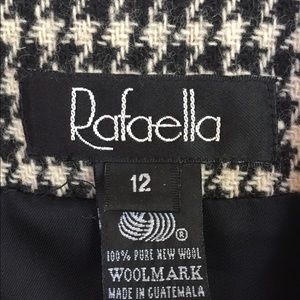 Rafaella
12
®
100% PURE NEW WOOL
WOOLMARK
MADE IN GUATEMALA